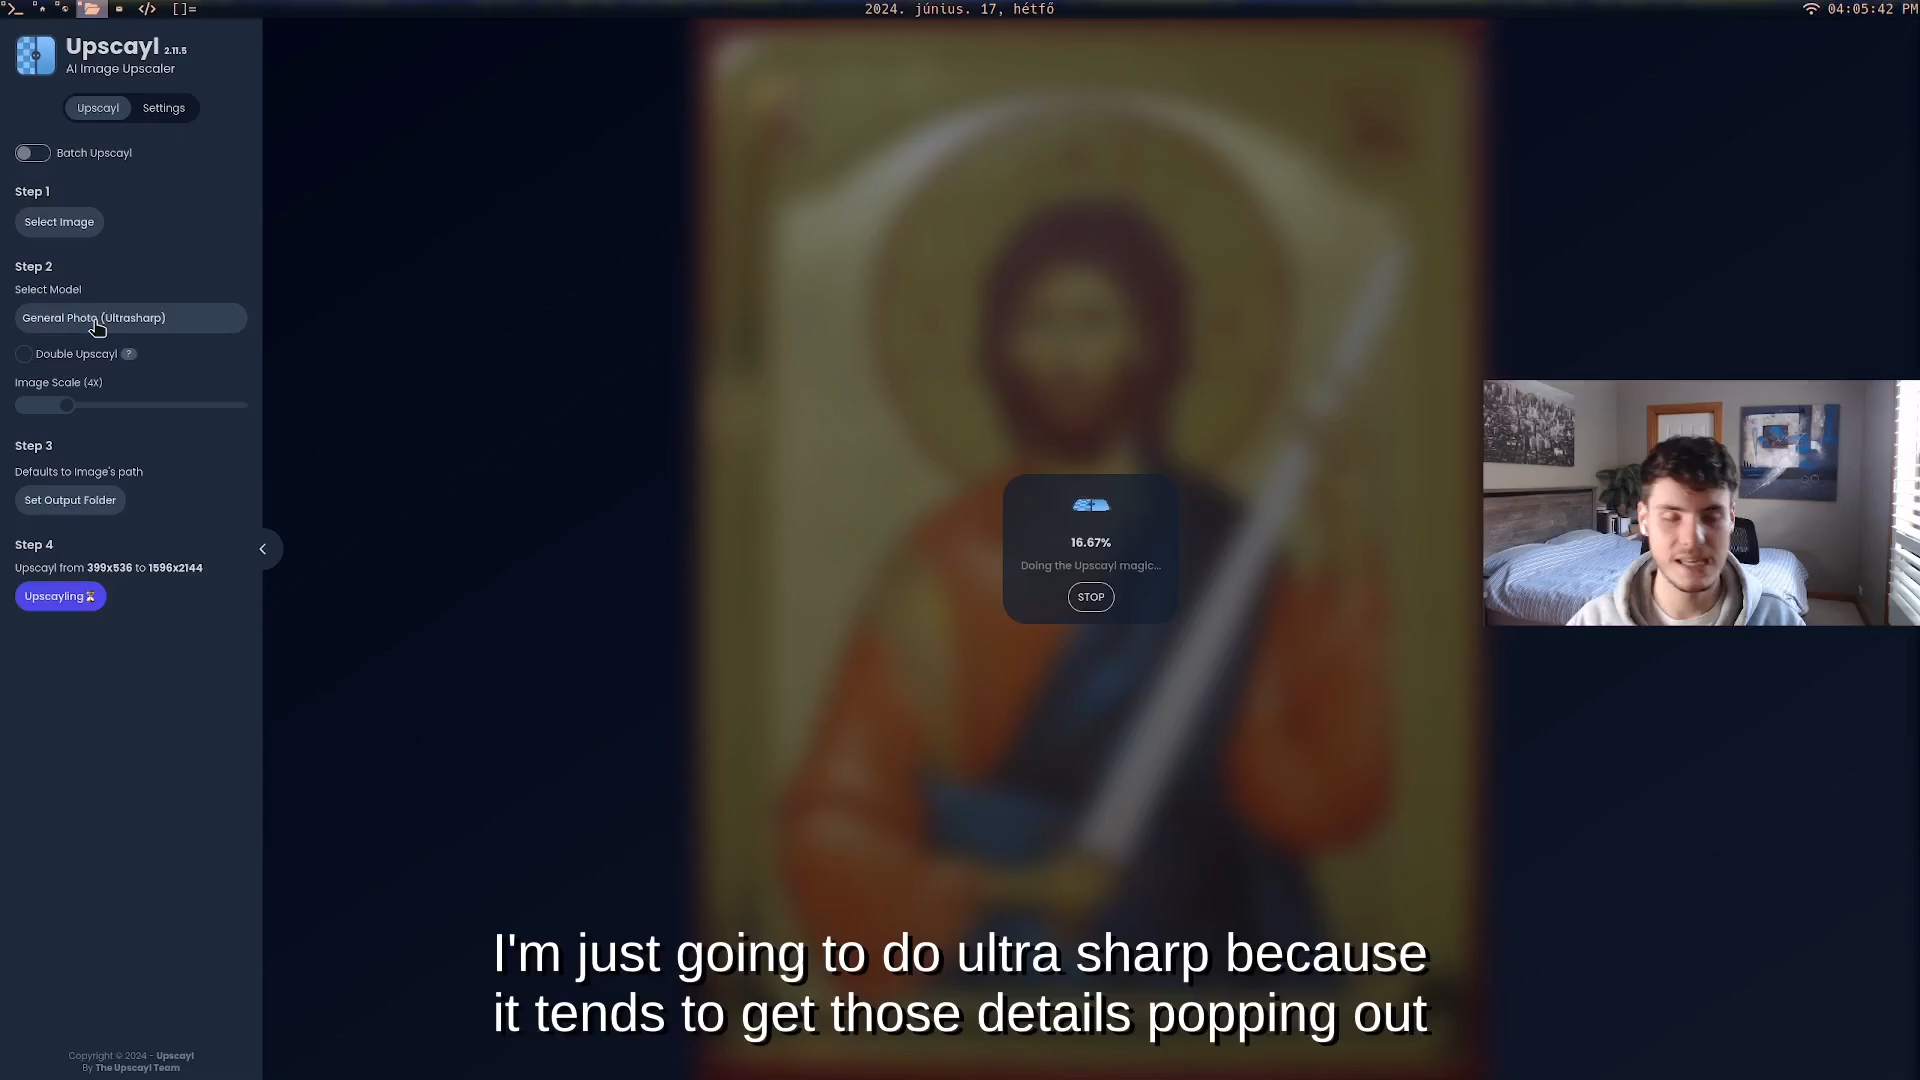 2024. június. 17, hétfő
04:05:42 PM
Upscayl 2.11.5
AI Image Upscaler
Upscayl
Settings
Batch Upscayl
Step 1
Select Image
Step 2
Select Model
General Photo (Ultrasharp)
Double Upscayl ?
Image Scale (4X)
Step 3
Defaults to Image's path
Set Output Folder
Step 4
Upscayl from 399x536 to 1596x2144
Upscayling⏳
16.67%
Doing the Upscayl magic...
STOP
I'm just going to do ultra sharp because
it tends to get those details popping out
Copyright © 2024 - Upscayl
By The Upscayl Team